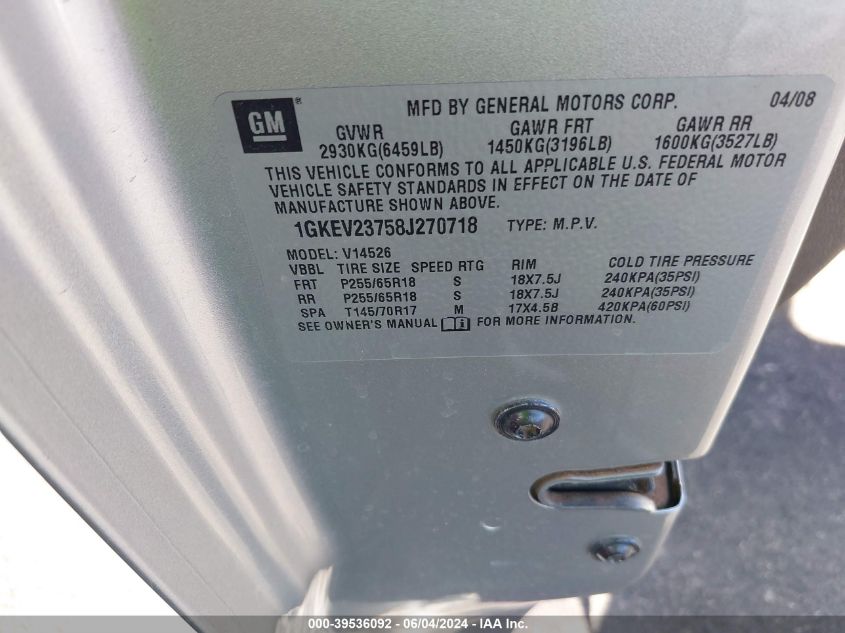 GM
MFD BY GENERAL MOTORS CORP. 04/08
GVWR GAWR FRT GAWR RR
2930KG(6459LB) 1450KG(3196LB) 1600KG(3527LB)
THIS VEHICLE CONFORMS TO ALL APPLICABLE U.S. FEDERAL MOTOR
VEHICLE SAFETY STANDARDS IN EFFECT ON THE DATE OF
MANUFACTURE SHOWN ABOVE.
1GKEV23758J270718 TYPE: M.P.V.
MODEL: V14526
VBBL TIRE SIZE SPEED RTG RIM COLD TIRE PRESSURE
FRT P255/65R18 S 18X7.5J 240KPA(35PSI)
RR P255/65R18 S 18X7.5J 240KPA(35PSI)
SPA T145/70R17 M 17X4.5B 420KPA(60PSI)
SEE OWNER'S MANUAL FOR MORE INFORMATION.
000-39536092 - 06/04/2024 - IAA Inc.